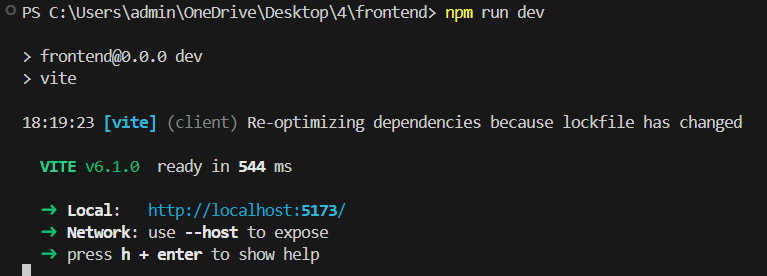 PS C:\Users\admin\OneDrive\Desktop\4\frontend> npm run dev
> frontend@0.0.0 dev
> vite
18:19:23 [vite] (client) Re-optimizing dependencies because lockfile has changed
VITE v6.1.0 ready in 544 ms
➜ Local: http://localhost:5173/
➜ Network: use --host to expose
➜ press h + enter to show help